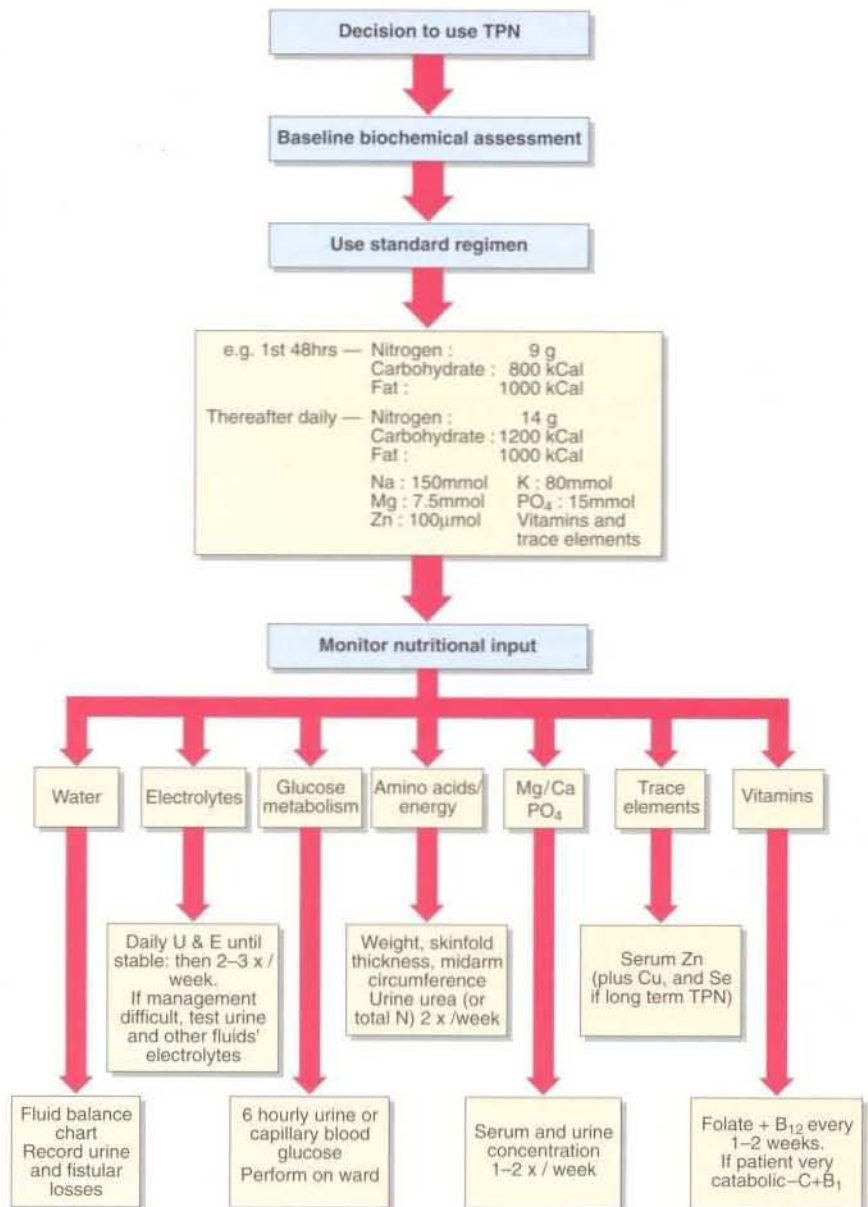 Decision to use TPN
Baseline biochemical assessment
Use standard regimen
e.g. 1st 48hrs — Nitrogen : 9 g
Carbohydrate : 800 kCal
Fat : 1000 kCal
Thereafter daily — Nitrogen : 14 g
Carbohydrate : 1200 kCal
Fat : 1000 kCal
Na : 150mmol K : 80mmol
Mg : 7.5mmol PO₄ : 15mmol
Zn : 100μmol Vitamins and
trace elements
Monitor nutritional input
Water
Electrolytes
Glucose
metabolism
Amino acids/
energy
Mg/Ca
PO₄
Trace
elements
Vitamins
Daily U & E until
stable: then 2–3 x /
week.
If management
difficult, test urine
and other fluids'
electrolytes
Weight, skinfold
thickness, midarm
circumference
Urine urea (or
total N) 2 x /week
Serum Zn
(plus Cu, and Se
if long term TPN)
Fluid balance
chart
Record urine
and fistular
losses
6 hourly urine or
capillary blood
glucose
Perform on ward
Serum and urine
concentration
1–2 x / week
Folate + B₁₂ every
1–2 weeks.
If patient very
catabolic–C+B₁